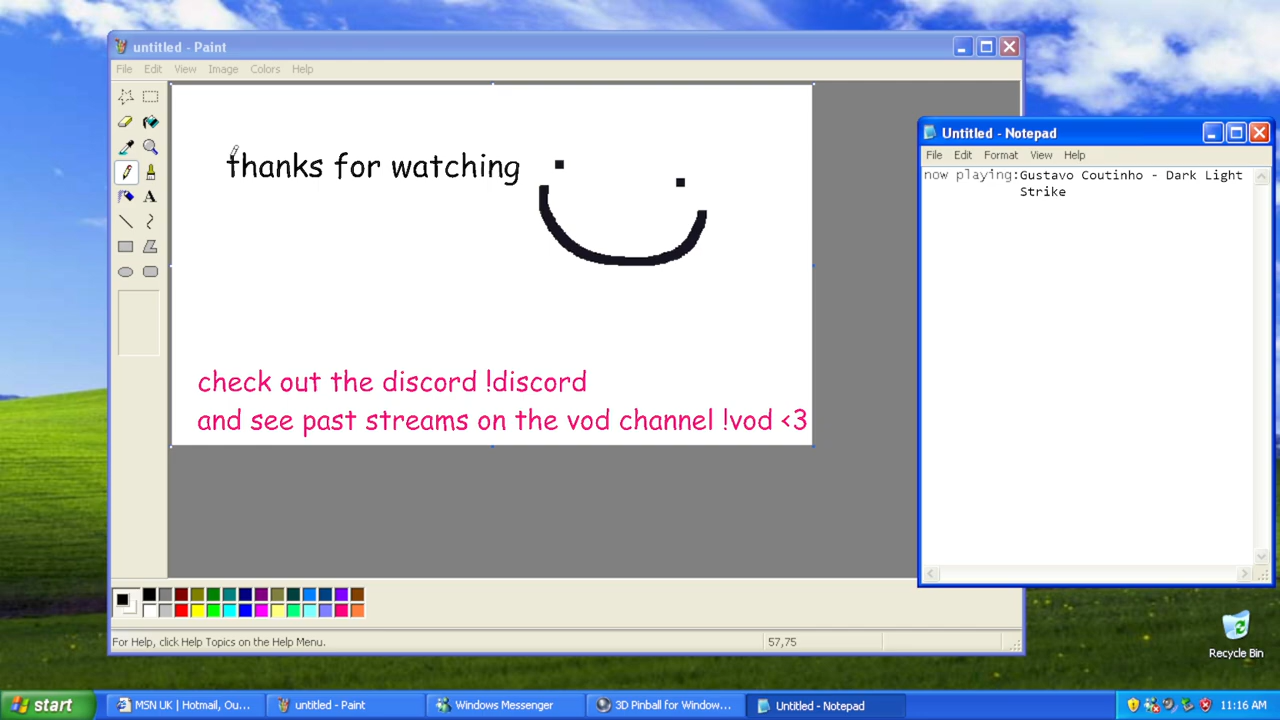 untitled - Paint
File Edit View Image Colors Help
thanks for watching
check out the discord !discord
and see past streams on the vod channel !vod <3
For Help, click Help Topics on the Help Menu.
57,75
Untitled - Notepad
File Edit Format View Help
now playing:Gustavo Coutinho - Dark Light
Strike
Recycle Bin
start
MSN UK | Hotmail, Ou...
untitled - Paint
Windows Messenger
3D Pinball for Window...
Untitled - Notepad
11:16 AM